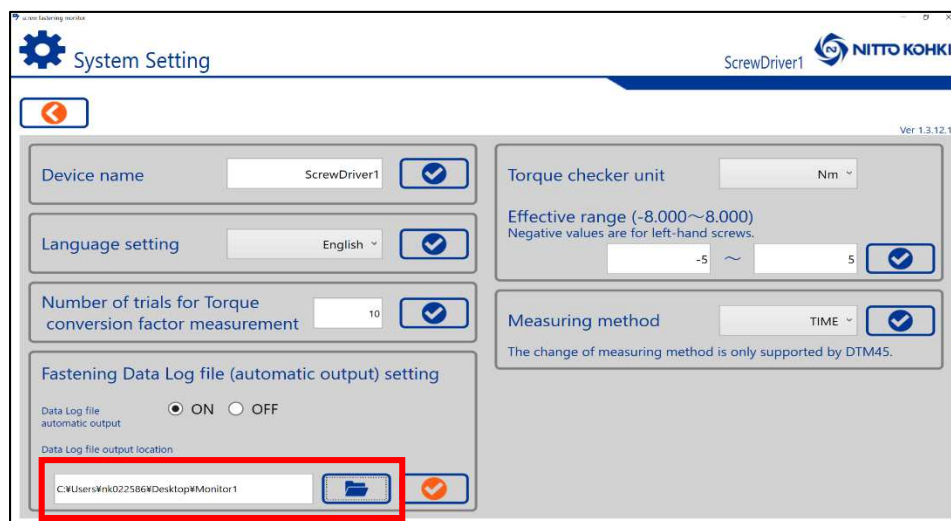 screw fastening monitor
System Setting
ScrewDriver1
NITTO KOHKI
Ver 1.3.12.1
Device name
ScrewDriver1
Language setting
English
Number of trials for Torque
conversion factor measurement
10
Fastening Data Log file (automatic output) setting
Data Log file
automatic output
ON
OFF
Data Log file output location
C:¥Users¥nk022586¥Desktop¥Monitor1
Torque checker unit
Nm
Effective range (-8.000～8.000)
Negative values are for left-hand screws.
-5 ～ 5
Measuring method
TIME
The change of measuring method is only supported by DTM45.